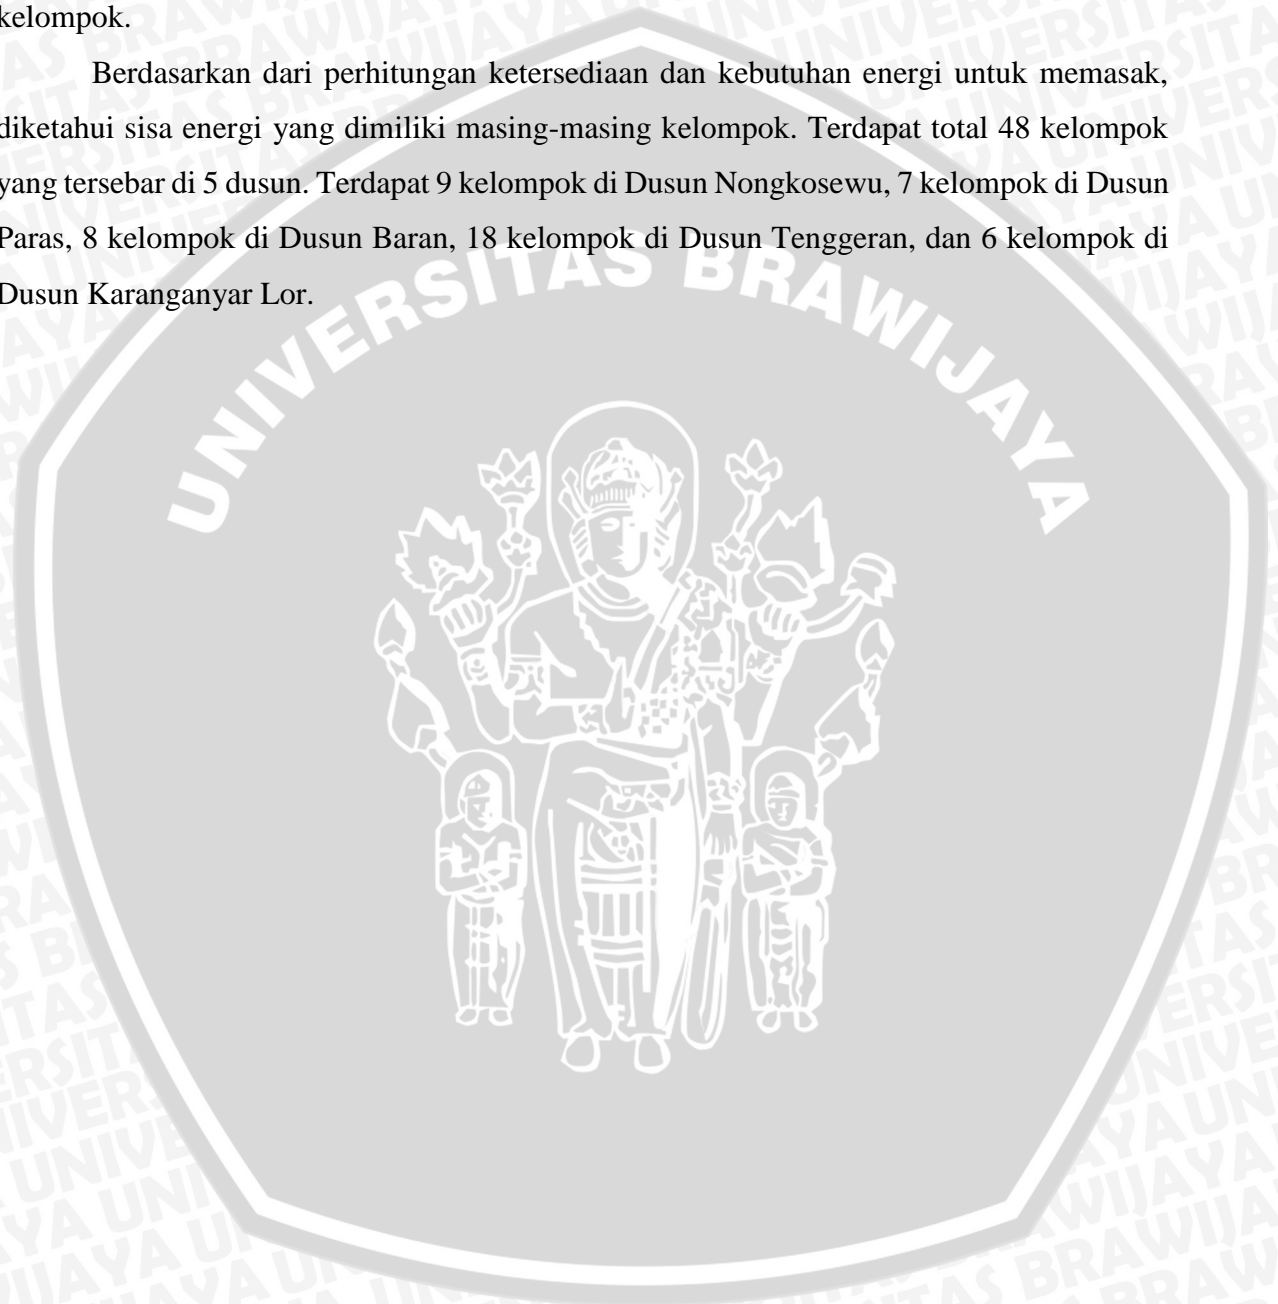 kelompok.
Berdasarkan dari perhitungan ketersediaan dan kebutuhan energi untuk memasak,
diketahui sisa energi yang dimiliki masing-masing kelompok. Terdapat total 48 kelompok
yang tersebar di 5 dusun. Terdapat 9 kelompok di Dusun Nongkosewu, 7 kelompok di Dusun
Paras, 8 kelompok di Dusun Baran, 18 kelompok di Dusun Tenggeran, dan 6 kelompok di
Dusun Karanganyar Lor.
UNIVERSITAS BRAWIJAYA